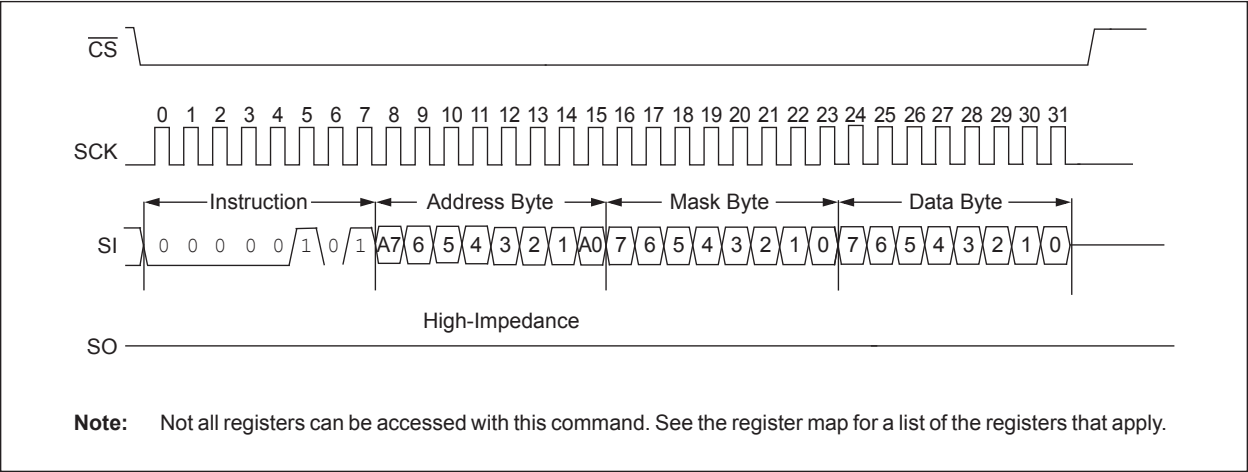 CS
0 1 2 3 4 5 6 7 8 9 10 11 12 13 14 15 16 17 18 19 20 21 22 23 24 25 26 27 28 29 30 31
SCK
Instruction Address Byte Mask Byte Data Byte
SI 0 0 0 0 0 1 0 1 A7 6 5 4 3 2 1 A0 7 6 5 4 3 2 1 0 7 6 5 4 3 2 1 0
High-Impedance
SO
Note: Not all registers can be accessed with this command. See the register map for a list of the registers that apply.